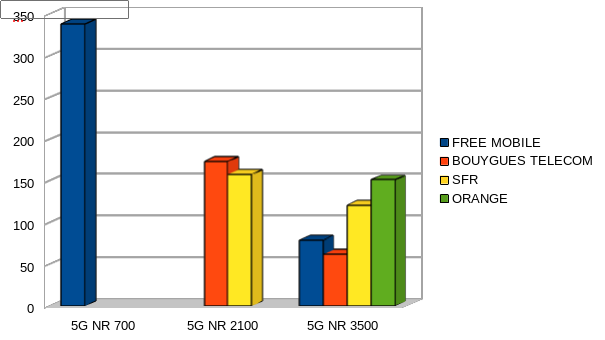 350
300
250
200
150
100
50
0
5G NR 700
5G NR 2100
5G NR 3500
FREE MOBILE
BOUYGUES TELECOM
SFR
ORANGE